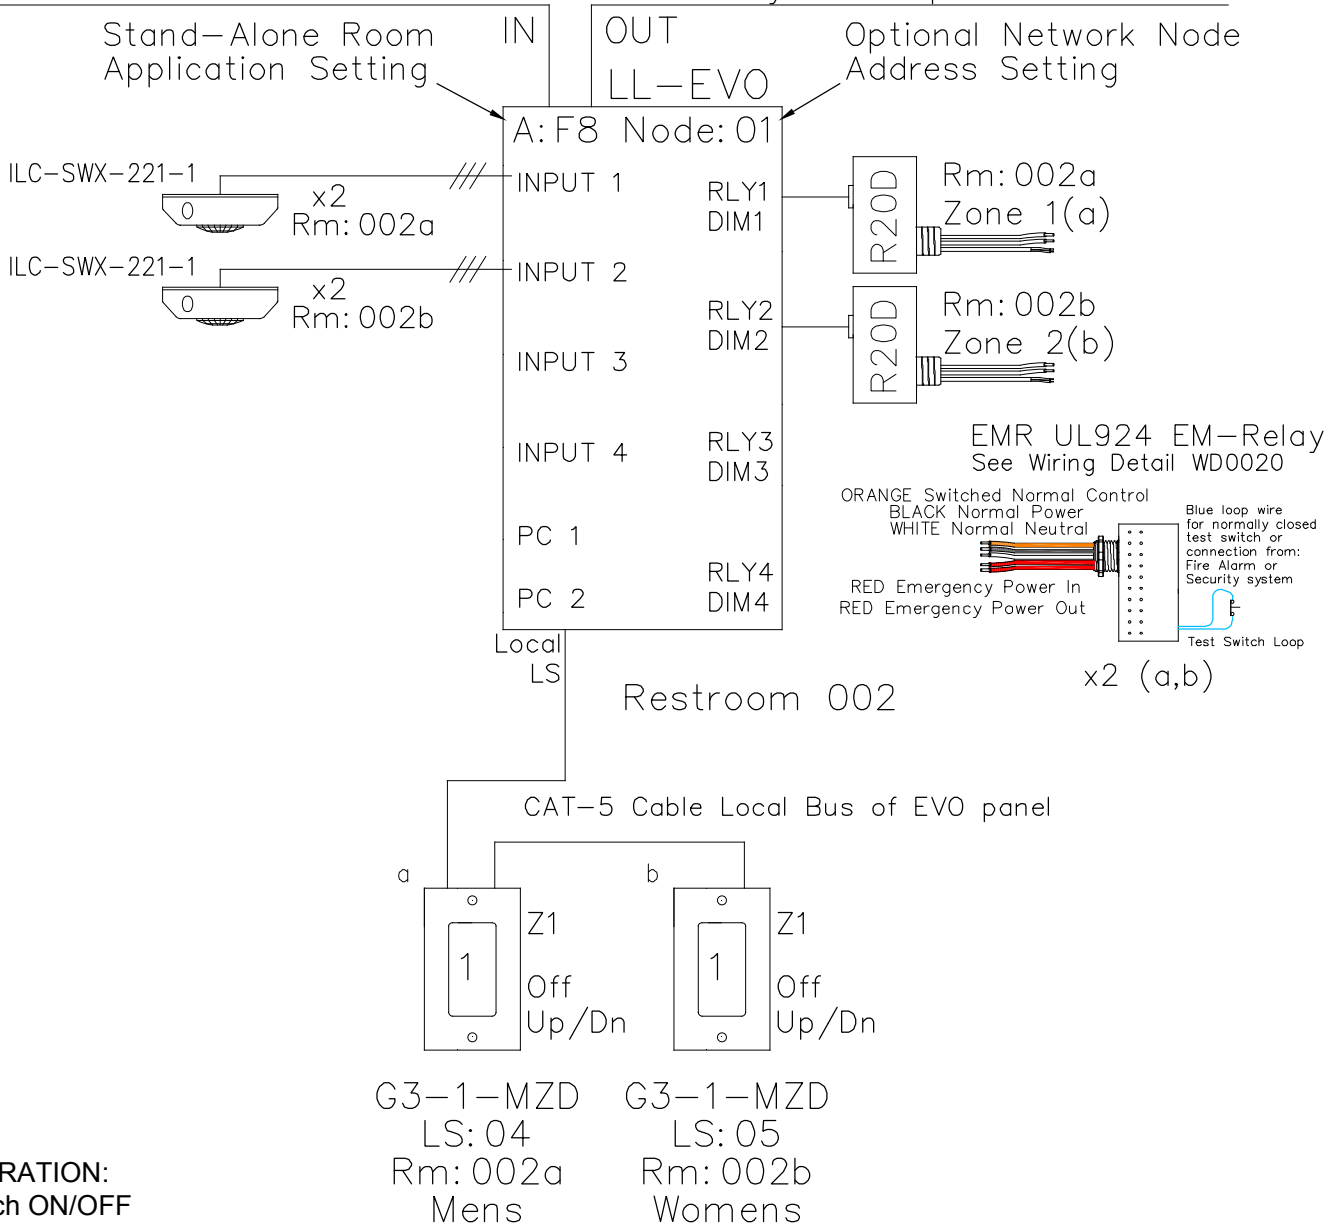 IN
OUT
Stand-Alone Room
Application Setting
Optional Network Node
Address Setting
LL-EVO
A:F8 Node:01
ILC-SWX-221-1
x2
Rm:002a
INPUT 1
RLY1
DIM1
R20D
Rm:002a
Zone 1(a)
ILC-SWX-221-1
x2
Rm:002b
INPUT 2
RLY2
DIM2
R20D
Rm:002b
Zone 2(b)
INPUT 3
INPUT 4
RLY3
DIM3
PC 1
PC 2
RLY4
DIM4
EMR UL924 EM-Relay
See Wiring Detail WD0020
ORANGE Switched Normal Control
BLACK Normal Power
WHITE Normal Neutral
RED Emergency Power In
RED Emergency Power Out
Blue loop wire
for normally closed
test switch or
connection from:
Fire Alarm or
Security system
Test Switch Loop
x2 (a,b)
Local
LS
Restroom 002
CAT-5 Cable Local Bus of EVO panel
a
1
Z1
Off
Up/Dn
b
1
Z1
Off
Up/Dn
G3-1-MZD
LS:04
Rm:002a
Mens
G3-1-MZD
LS:05
Rm:002b
Womens
RATION:
ch ON/OFF